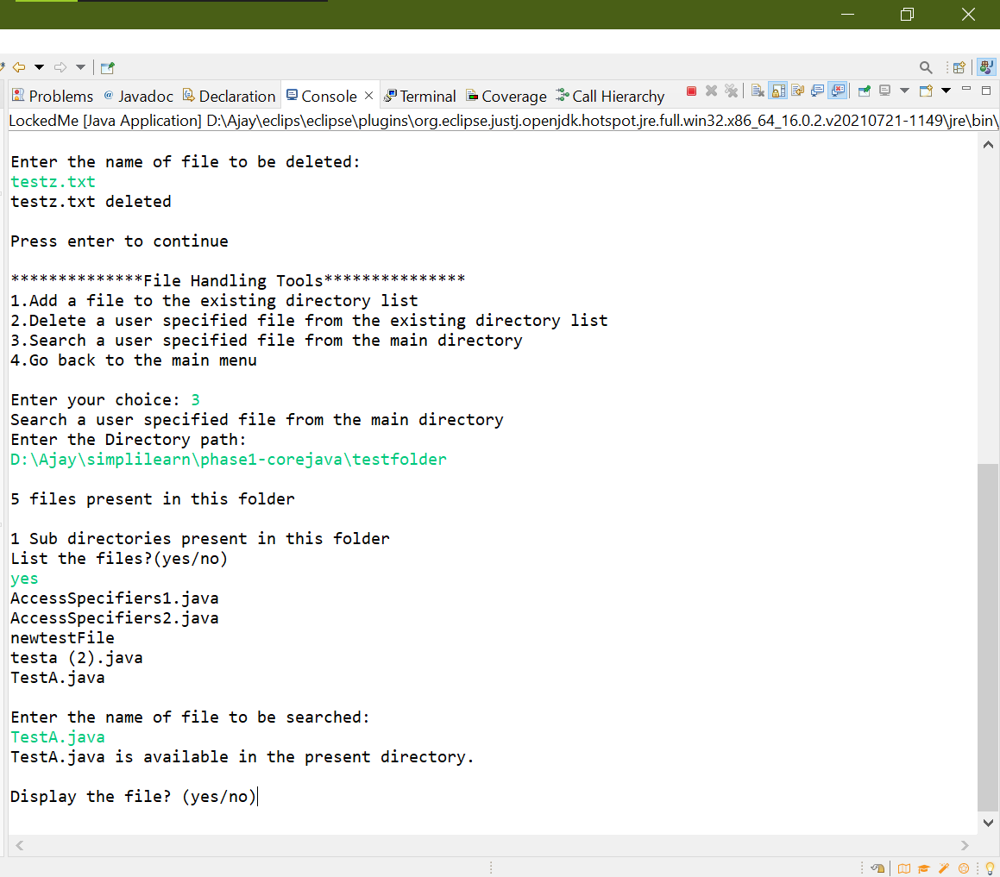 Problems Javadoc Declaration Console Terminal Coverage Call Hierarchy
LockedMe [Java Application] D:\Ajay\eclips\eclipse\plugins\org.eclipse.justj.openjdk.hotspot.jre.full.win32.x86_64_16.0.2.v20210721-1149\jre\bin\
Enter the name of file to be deleted:
testz.txt
testz.txt deleted
Press enter to continue
**************File Handling Tools***************
1.Add a file to the existing directory list
2.Delete a user specified file from the existing directory list
3.Search a user specified file from the main directory
4.Go back to the main menu
Enter your choice: 3
Search a user specified file from the main directory
Enter the Directory path:
D:\Ajay\simplilearn\phase1-corejava\testfolder
5 files present in this folder
1 Sub directories present in this folder
List the files?(yes/no)
yes
AccessSpecifiers1.java
AccessSpecifiers2.java
newtestFile
testa (2).java
TestA.java
Enter the name of file to be searched:
TestA.java
TestA.java is available in the present directory.
Display the file? (yes/no)